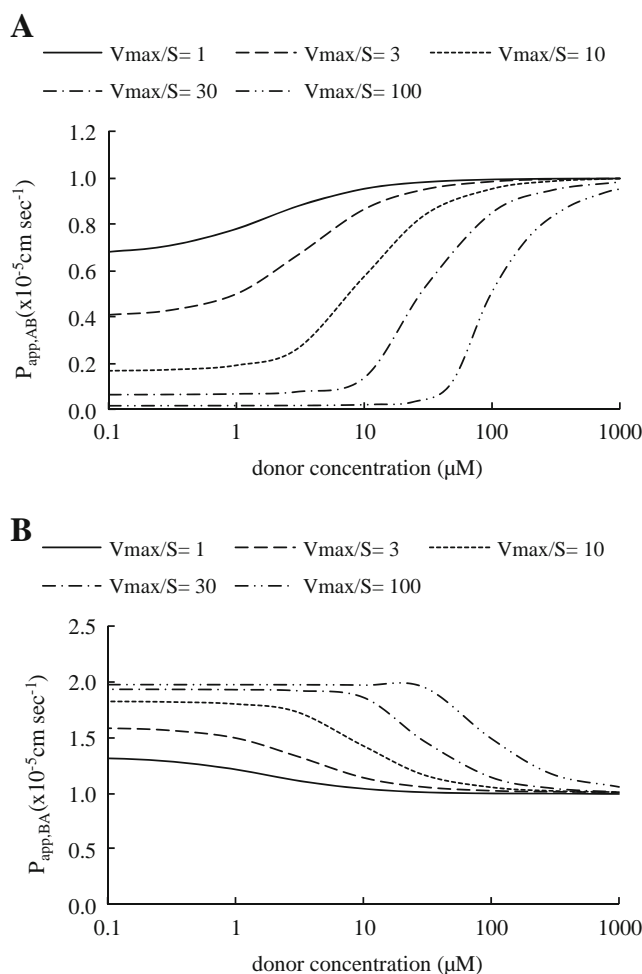 A
Vmax/S= 1 Vmax/S= 3 Vmax/S= 10
Vmax/S= 30 Vmax/S= 100
1.2
1.0
0.8
0.6
0.4
0.2
0.0
P_app,AB (x10⁻⁵cm sec⁻¹)
0.1 1 10 100 1000
donor concentration (μM)
B
Vmax/S= 1 Vmax/S= 3 Vmax/S= 10
Vmax/S= 30 Vmax/S= 100
2.5
2.0
1.5
1.0
0.5
0.0
P_app,BA (x10⁻⁵cm sec⁻¹)
0.1 1 10 100 1000
donor concentration (μM)